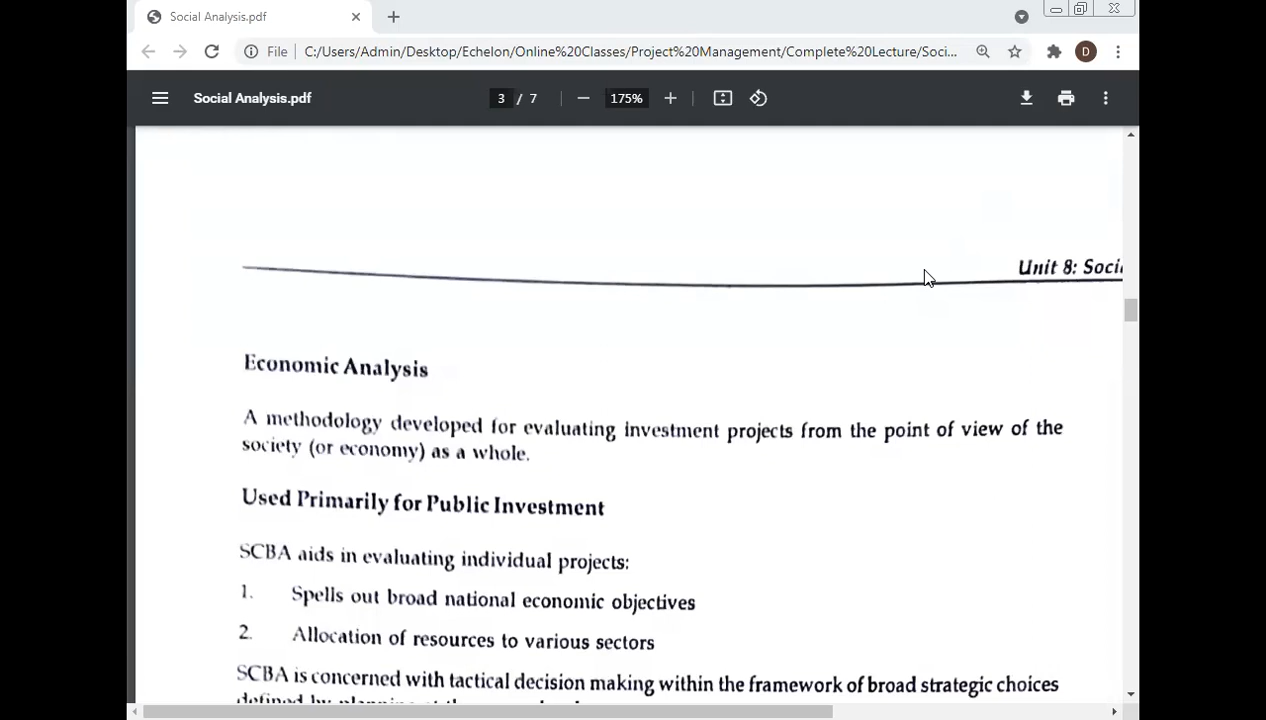 Social Analysis.pdf
File C:/Users/Admin/Desktop/Echelon/Online%20Classes/Project%20Management/Complete%20Lecture/Soci...
D
Social Analysis.pdf 3 / 7 175%
Unit 8: Soci
Economic Analysis
A methodology developed for evaluating investment projects from the point of view of the
society (or economy) as a whole.
Used Primarily for Public Investment
SCBA aids in evaluating individual projects:
1. Spells out broad national economic objectives
2. Allocation of resources to various sectors
SCBA is concerned with tactical decision making within the framework of broad strategic choices
defined by